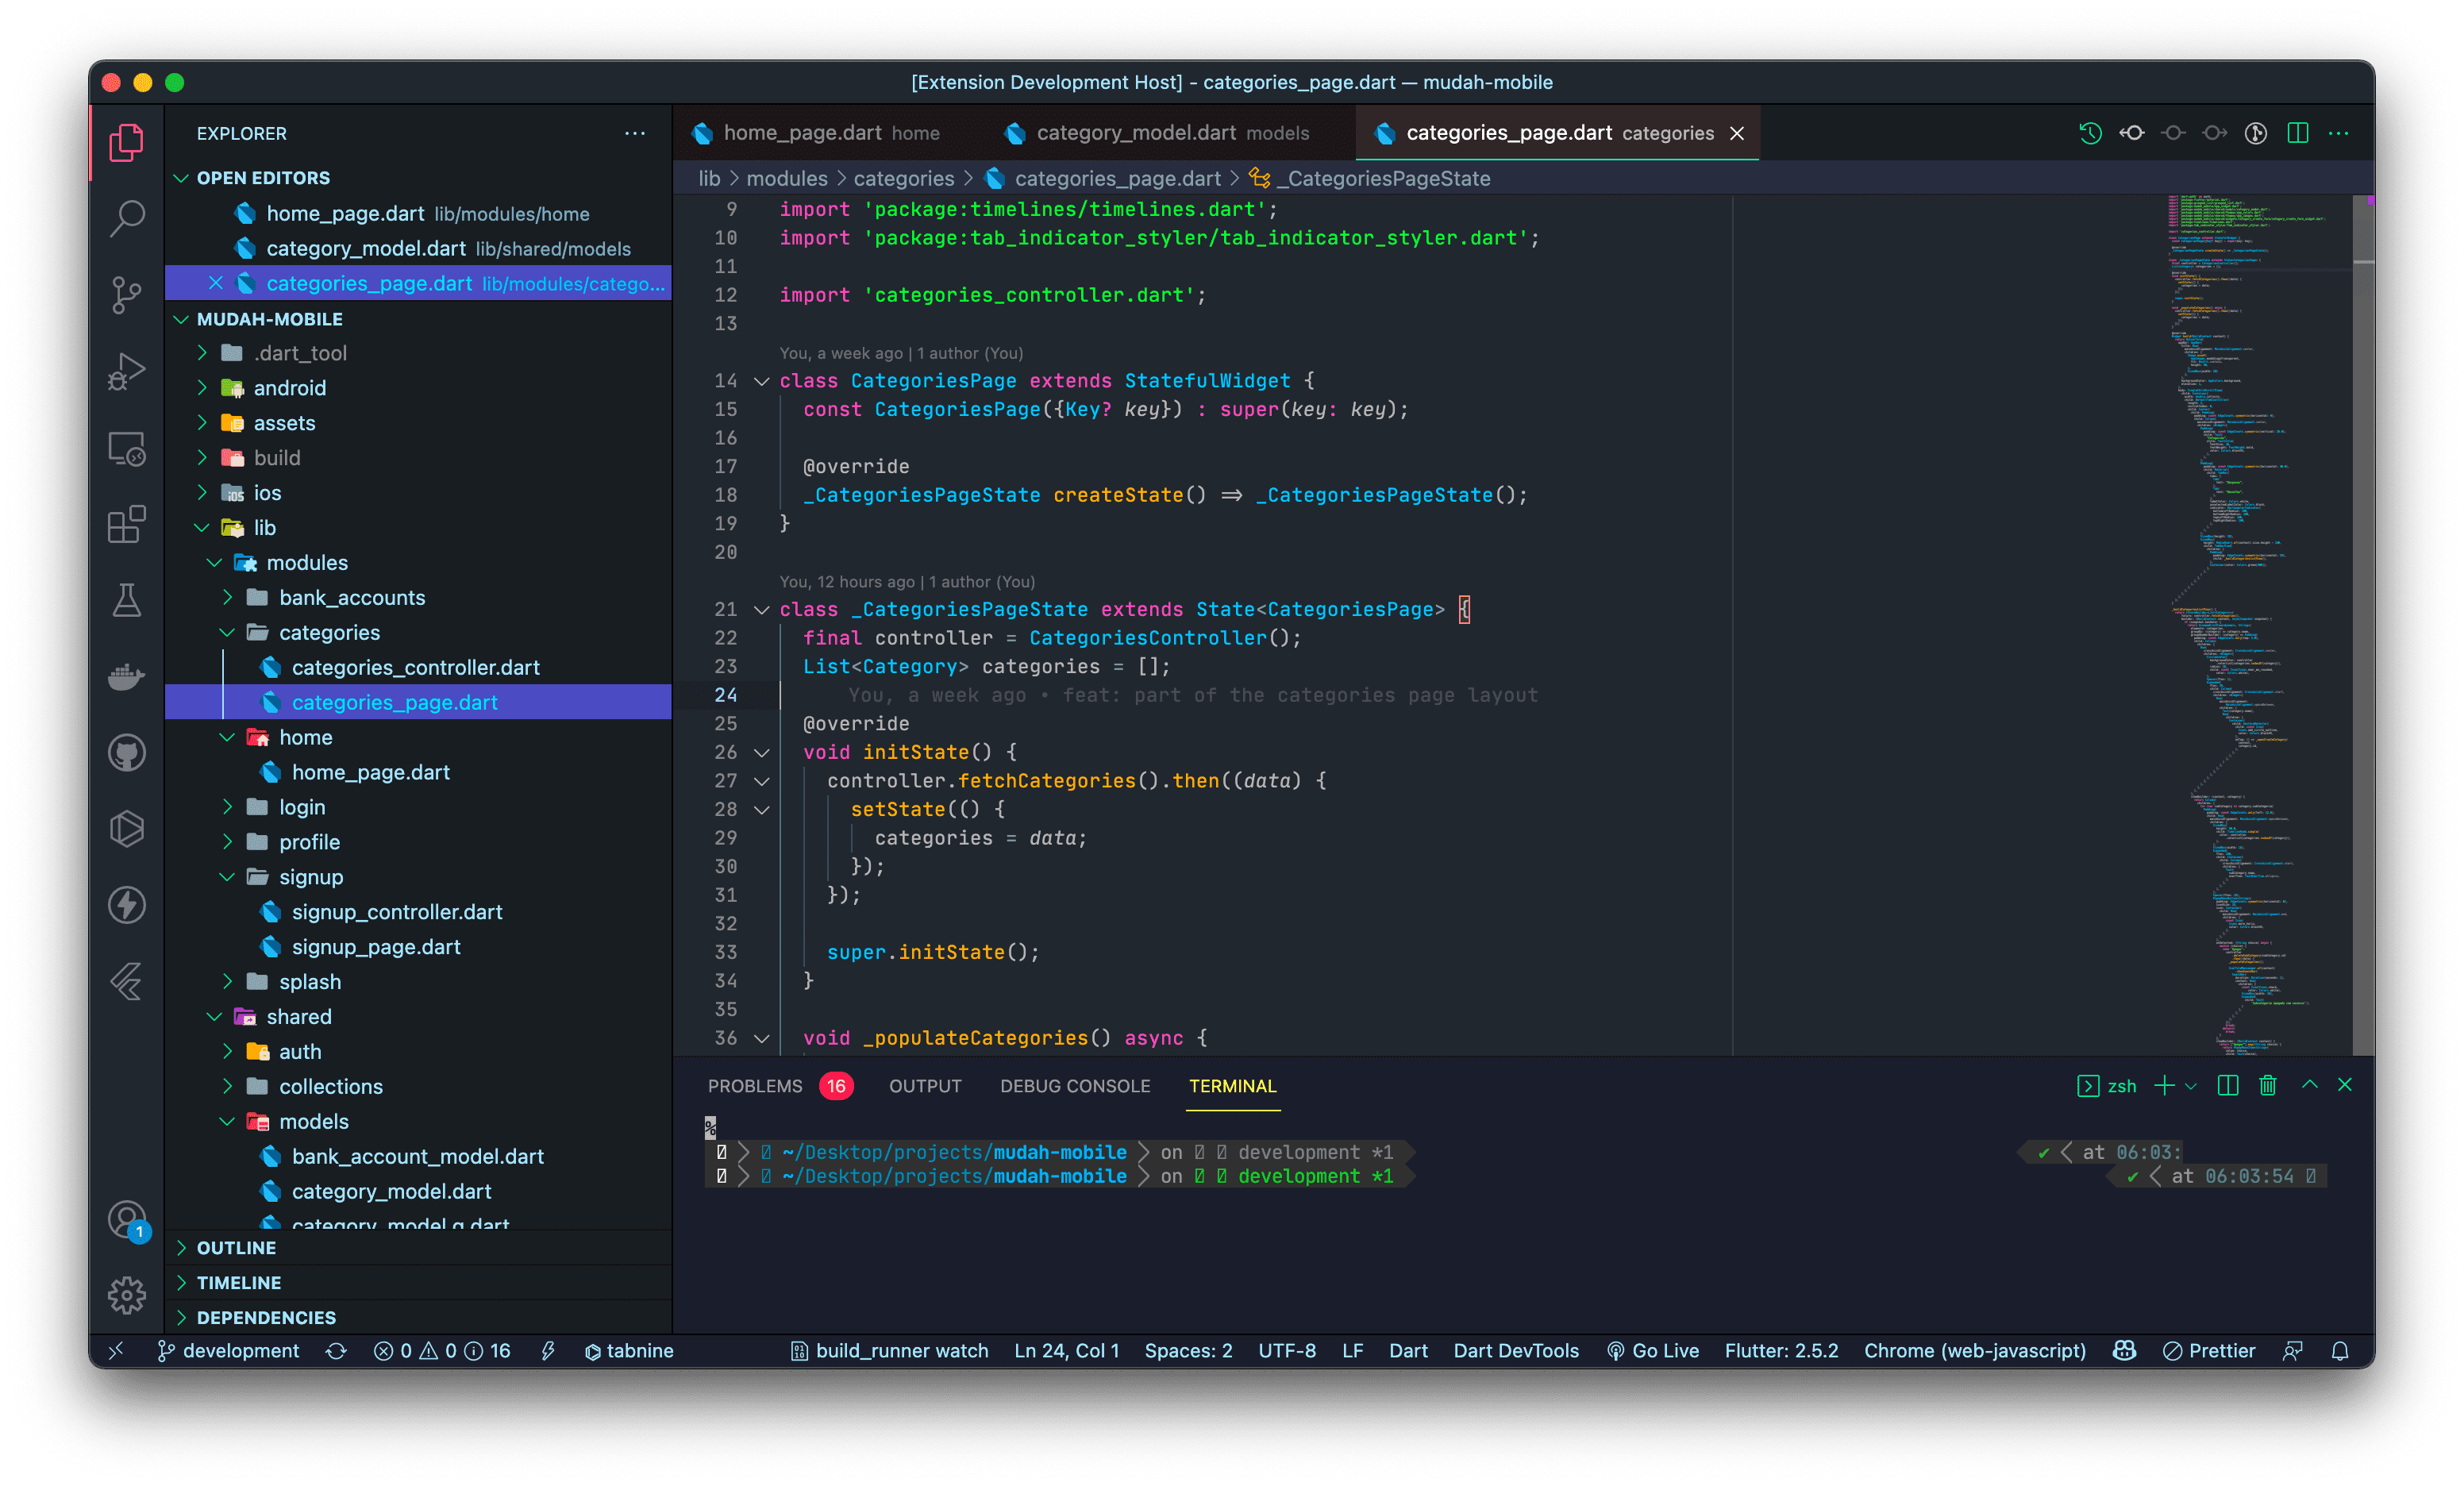 [Extension Development Host] - categories_page.dart — mudah-mobile
EXPLORER
OPEN EDITORS
home_page.dart lib/modules/home
category_model.dart lib/shared/models
categories_page.dart lib/modules/catego...
MUDAH-MOBILE
.dart_tool
android
assets
build
ios
lib
modules
bank_accounts
categories
categories_controller.dart
categories_page.dart
home
home_page.dart
login
profile
signup
signup_controller.dart
signup_page.dart
splash
shared
auth
collections
models
bank_account_model.dart
category_model.dart
category_model.g.dart
OUTLINE
TIMELINE
DEPENDENCIES
home_page.dart home
category_model.dart models
categories_page.dart categories
lib > modules > categories > categories_page.dart > _CategoriesPageState
9 import 'package:timelines/timelines.dart';
10 import 'package:tab_indicator_styler/tab_indicator_styler.dart';
11
12 import 'categories_controller.dart';
13
You, a week ago | 1 author (You)
14 class CategoriesPage extends StatefulWidget {
15 const CategoriesPage({Key? key}) : super(key: key);
16
17 @override
18 _CategoriesPageState createState() => _CategoriesPageState();
19 }
20
You, 12 hours ago | 1 author (You)
21 class _CategoriesPageState extends State<CategoriesPage> {
22 final controller = CategoriesController();
23 List<Category> categories = [];
24 You, a week ago • feat: part of the categories page layout
25 @override
26 void initState() {
27 controller.fetchCategories().then((data) {
28 setState(() {
29 categories = data;
30 });
31 });
32
33 super.initState();
34 }
35
36 void _populateCategories() async {
PROBLEMS 16 OUTPUT DEBUG CONSOLE TERMINAL
zsh
%
~/Desktop/projects/mudah-mobile on development *1 ✔ < at 06:03:
~/Desktop/projects/mudah-mobile on development *1 ✔ < at 06:03:54
1
development 0 0 16 tabnine build_runner watch Ln 24, Col 1 Spaces: 2 UTF-8 LF Dart Dart DevTools Go Live Flutter: 2.5.2 Chrome (web-javascript) Prettier